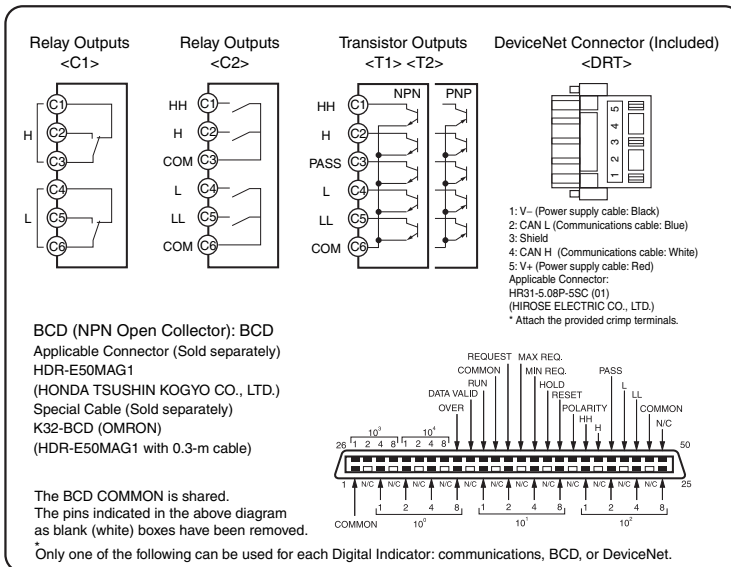 Relay Outputs
<C1>
C1
C2
C3
C4
C5
C6
H
L
Relay Outputs
<C2>
HH C1
H C2
COM C3
L C4
LL C5
COM C6
Transistor Outputs
<T1> <T2>
NPN PNP
HH C1
H C2
PASS C3
L C4
LL C5
COM C6
DeviceNet Connector (Included)
<DRT>
5
4
3
2
1
1: V– (Power supply cable: Black)
2: CAN L (Communications cable: Blue)
3: Shield
4: CAN H (Communications cable: White)
5: V+ (Power supply cable: Red)
Applicable Connector:
HR31-5.08P-5SC (01)
(HIROSE ELECTRIC CO., LTD.)
* Attach the provided crimp terminals.
BCD (NPN Open Collector): BCD
Applicable Connector (Sold separately)
HDR-E50MAG1
(HONDA TSUSHIN KOGYO CO., LTD.)
Special Cable (Sold separately)
K32-BCD (OMRON)
(HDR-E50MAG1 with 0.3-m cable)
The BCD COMMON is shared.
The pins indicated in the above diagram
as blank (white) boxes have been removed.
REQUEST MAX REQ.
COMMON MIN REQ. PASS
RUN HOLD L
DATA VALID RESET LL
OVER POLARITY COMMON
HH
H N/C
10³ 10⁴
26 1 2 4 8 1 2 4 8 50
1 N/C N/C N/C N/C N/C N/C N/C N/C N/C N/C N/C N/C 25
COMMON 1 2 4 8 1 2 4 8 1 2 4 8
10⁰ 10¹ 10²
*Only one of the following can be used for each Digital Indicator: communications, BCD, or DeviceNet.